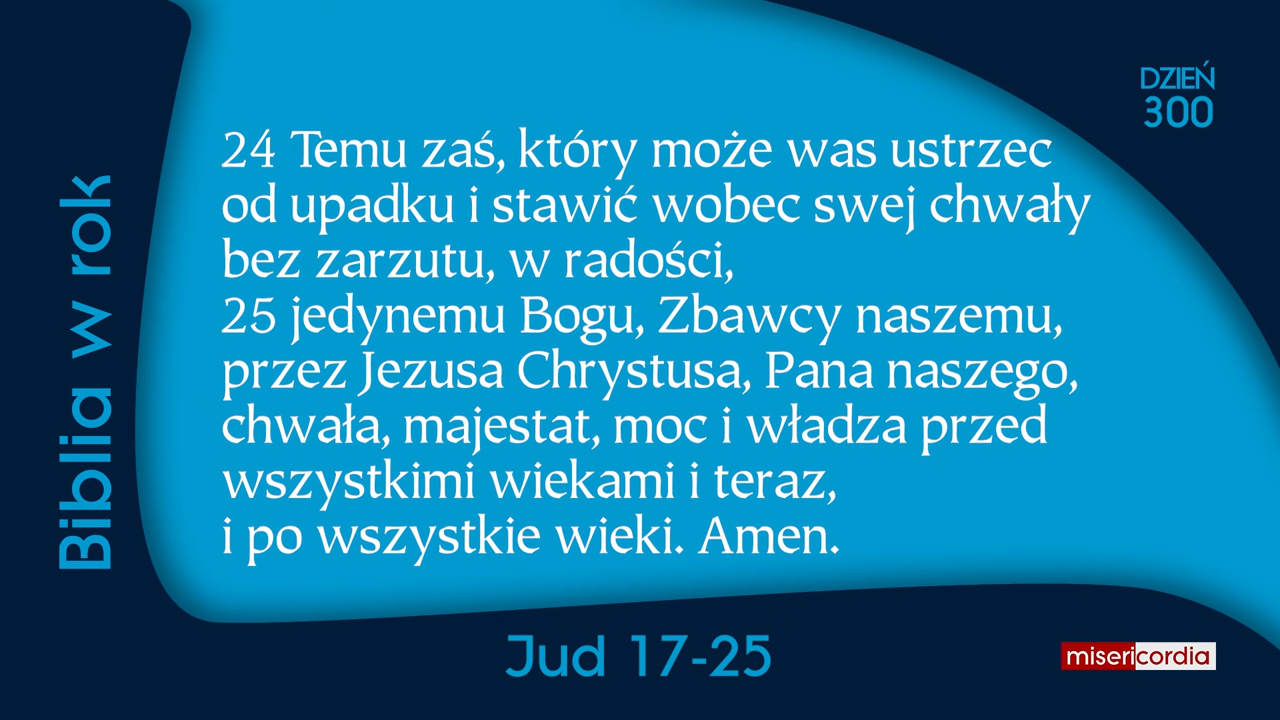 DZIEŃ
300
Biblia w rok
24 Temu zaś, który może was ustrzec
od upadku i stawić wobec swej chwały
bez zarzutu, w radości,
25 jedynemu Bogu, Zbawcy naszemu,
przez Jezusa Chrystusa, Pana naszego,
chwała, majestat, moc i władza przed
wszystkimi wiekami i teraz,
i po wszystkie wieki. Amen.
Jud 17-25
misericordia